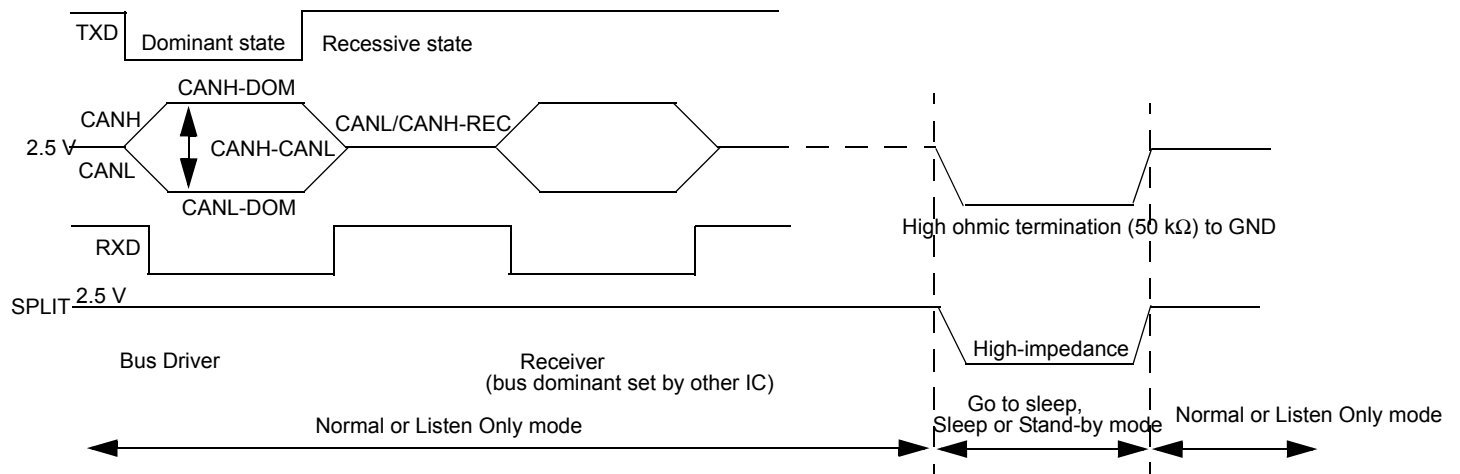 TXD
Dominant state
Recessive state
CANH-DOM
CANH
CANL/CANH-REC
2.5 V
CANH-CANL
CANL
CANL-DOM
High ohmic termination (50 kΩ) to GND
RXD
2.5 V
SPLIT
High-impedance
Bus Driver
Receiver
(bus dominant set by other IC)
Go to sleep,
Sleep or Stand-by mode
Normal or Listen Only mode
Normal or Listen Only mode